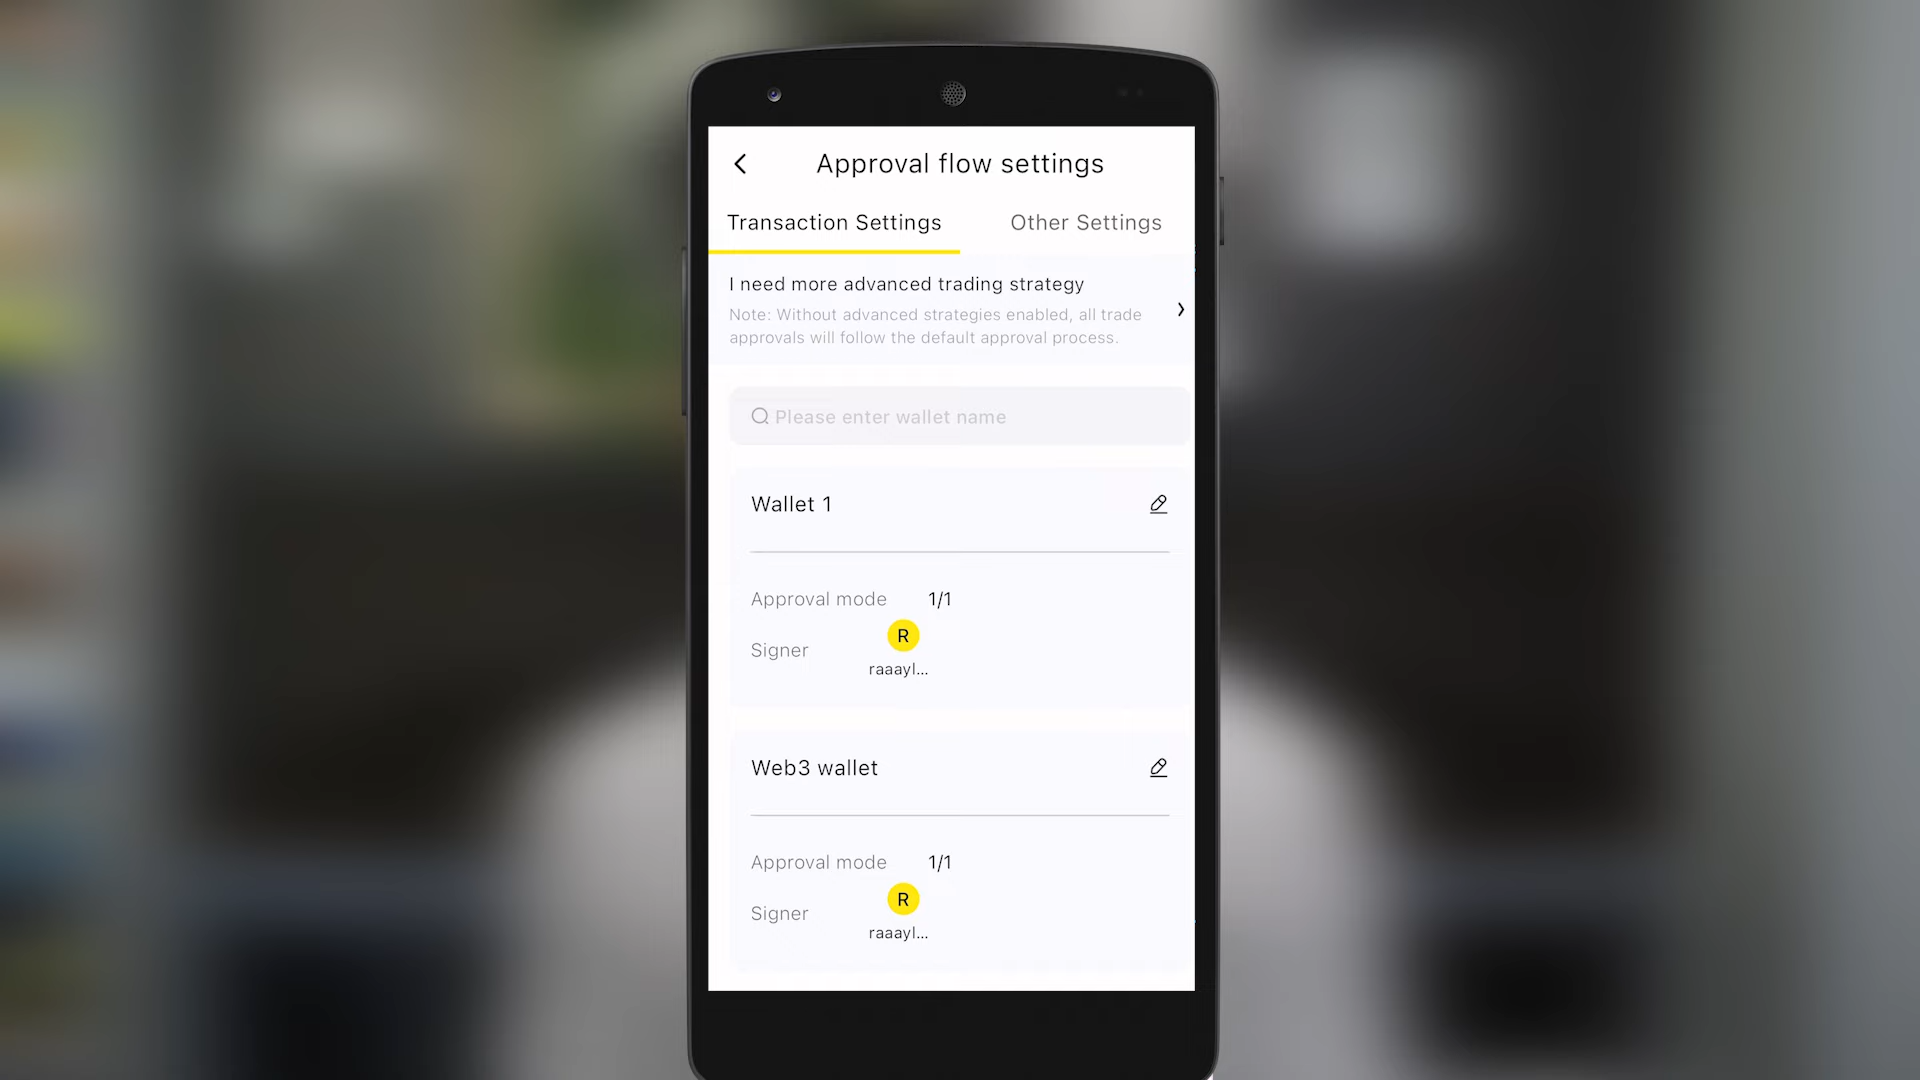 Approval flow settings
Transaction Settings
Other Settings
I need more advanced trading strategy
Note: Without advanced strategies enabled, all trade
approvals will follow the default approval process.
Please enter wallet name
Wallet 1
Approval mode 1/1
R
Signer
raaayl...
Web3 wallet
Approval mode 1/1
R
Signer
raaayl...